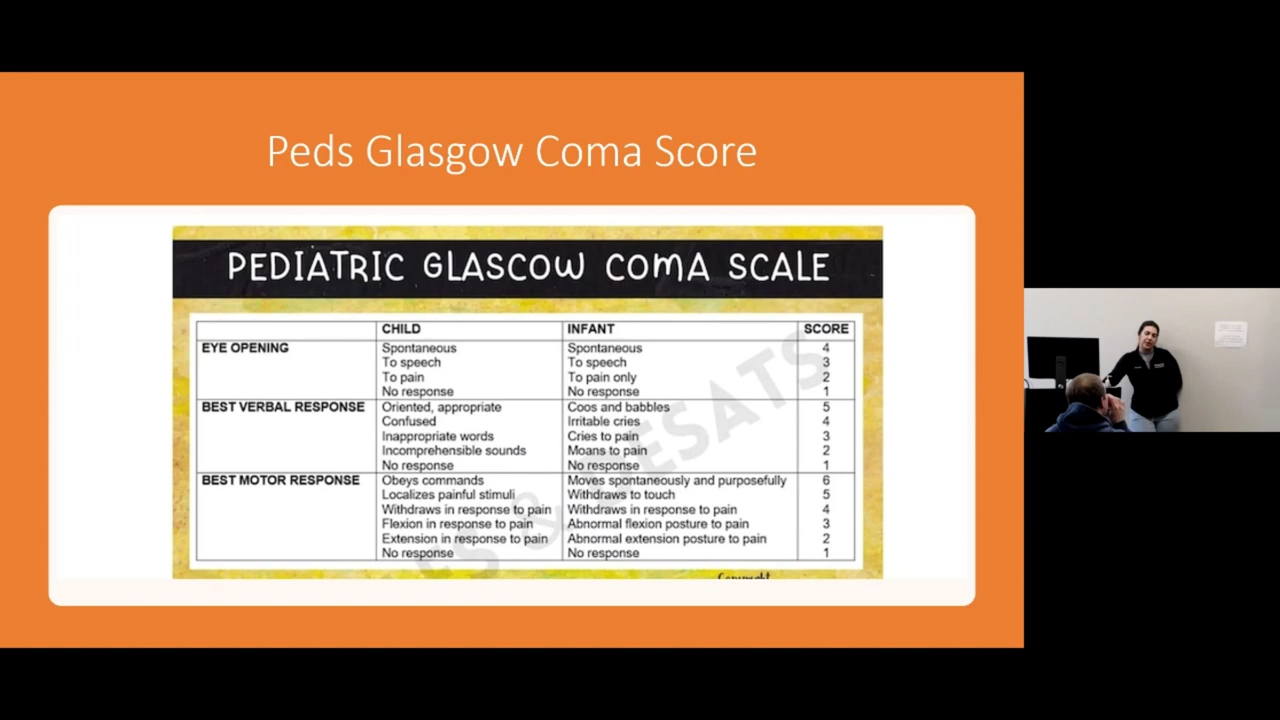 Peds Glasgow Coma Score
PEDIATRIC GLASCOW COMA SCALE
CHILD INFANT SCORE
EYE OPENING Spontaneous Spontaneous 4
To speech To speech 3
To pain To pain only 2
No response No response 1
BEST VERBAL RESPONSE Oriented, appropriate Coos and babbles 5
Confused Irritable cries 4
Inappropriate words Cries to pain 3
Incomprehensible sounds Moans to pain 2
No response No response 1
BEST MOTOR RESPONSE Obeys commands Moves spontaneously and purposefully 6
Localizes painful stimuli Withdraws to touch 5
Withdraws in response to pain Withdraws in response to pain 4
Flexion in response to pain Abnormal flexion posture to pain 3
Extension in response to pain Abnormal extension posture to pain 2
No response No response 1
Copyright